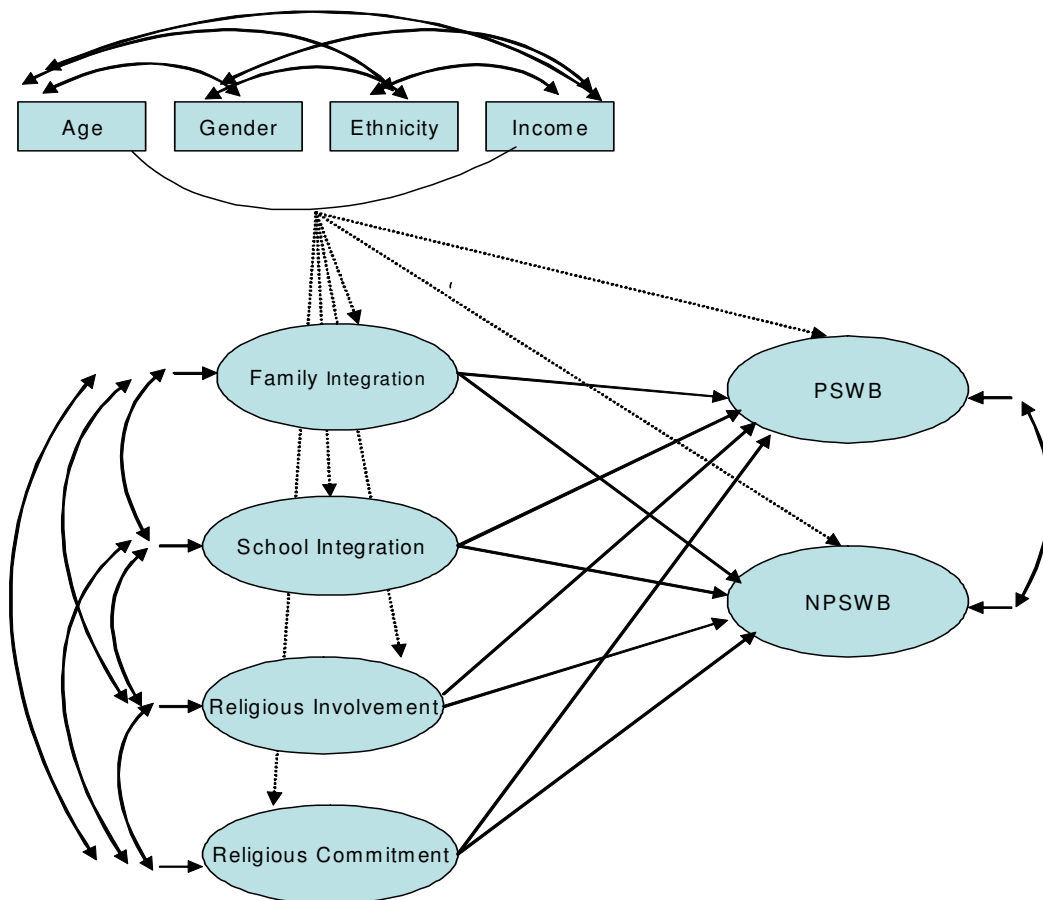 Age
Gender
Ethnicity
Income
Family Integration
PSWB
School Integration
NPSWB
Religious Involvement
Religious Commitment